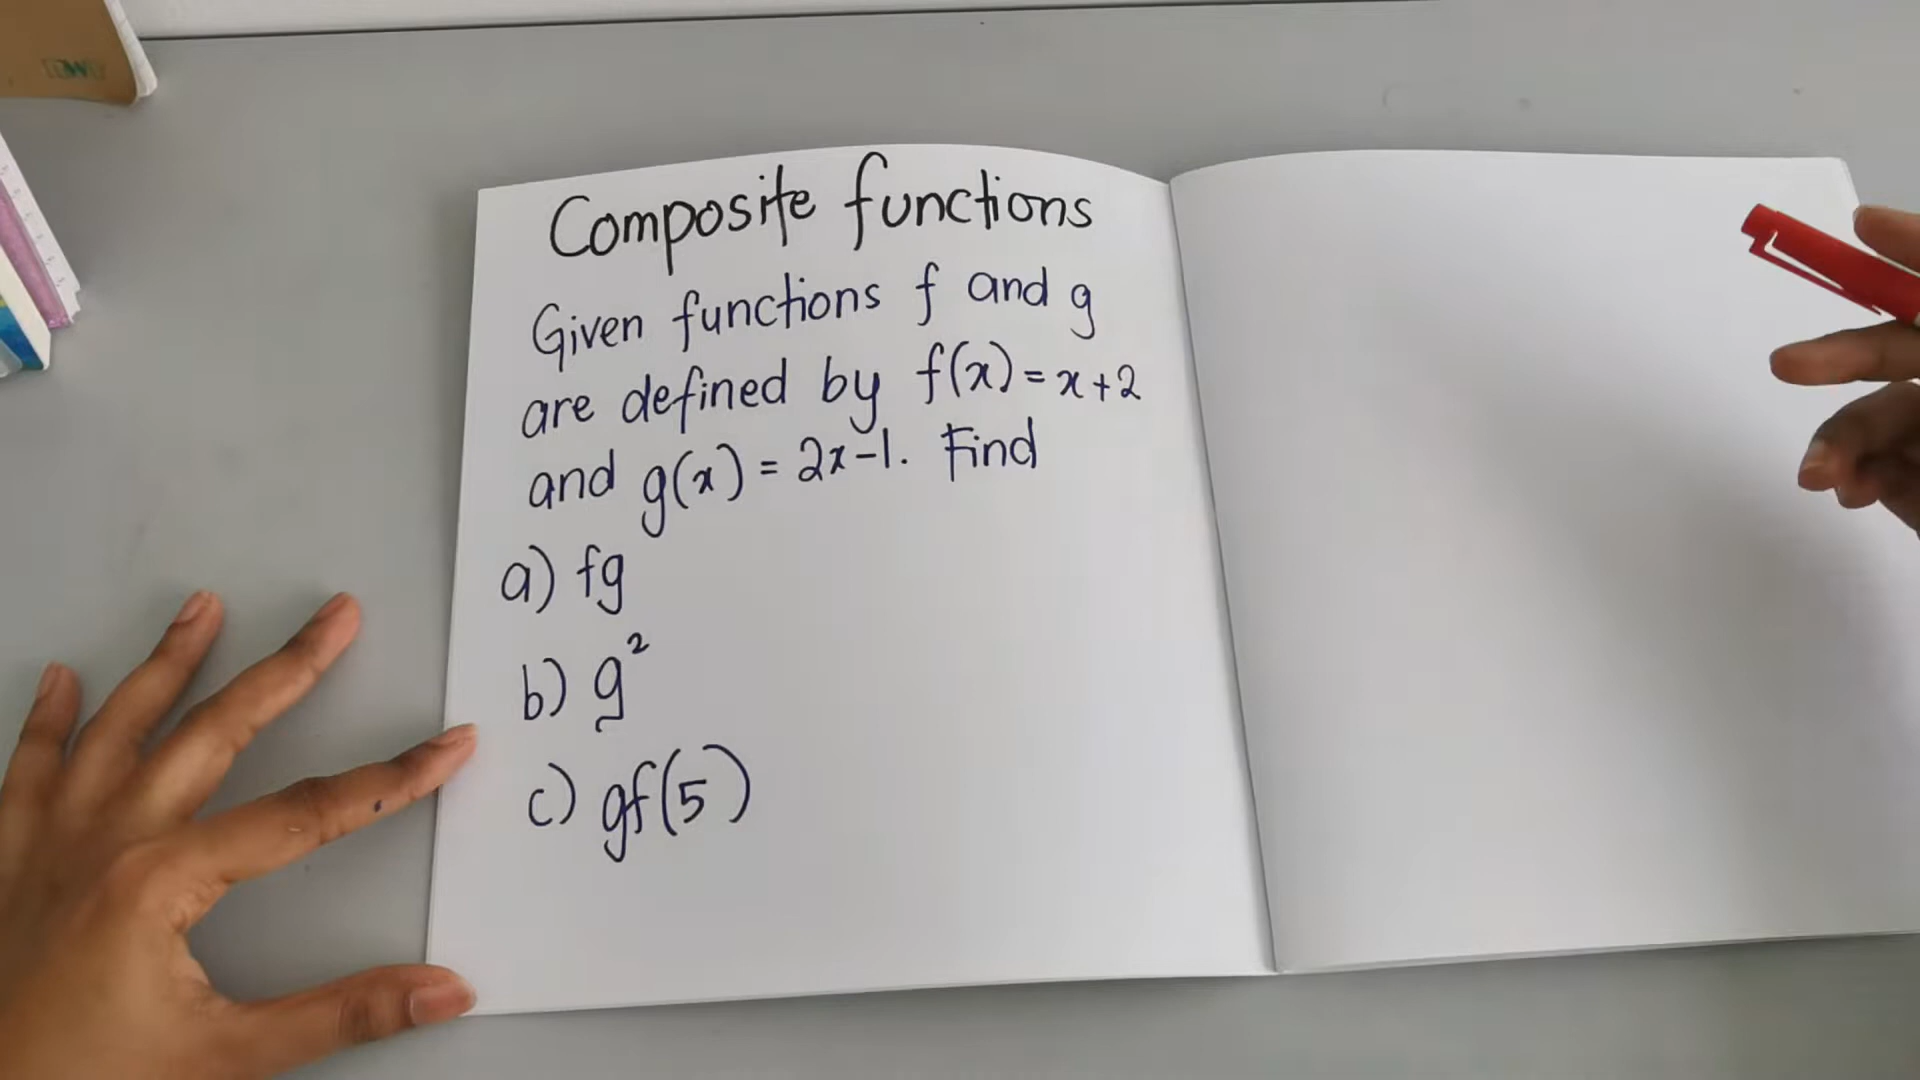 Composite functions
Given functions f and g
are defined by f(x) = x + 2
and g(x) = 2x - 1. Find
a) fg
b) g²
c) gf(5)